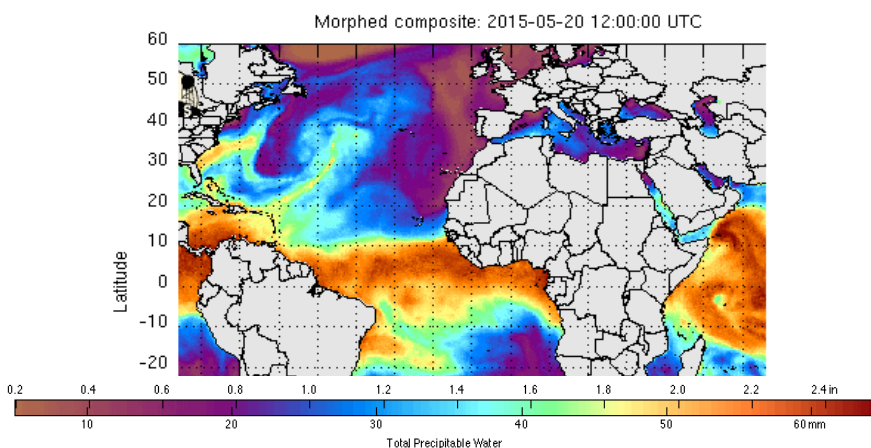 Morphed composite: 2015-05-20 12:00:00 UTC
60
50
40
30
20
10
0
-10
-20
Latitude
0.2 0.4 0.6 0.8 1.0 1.2 1.4 1.6 1.8 2.0 2.2 2.4 in
10 20 30 40 50 60 mm
Total Precipitable Water